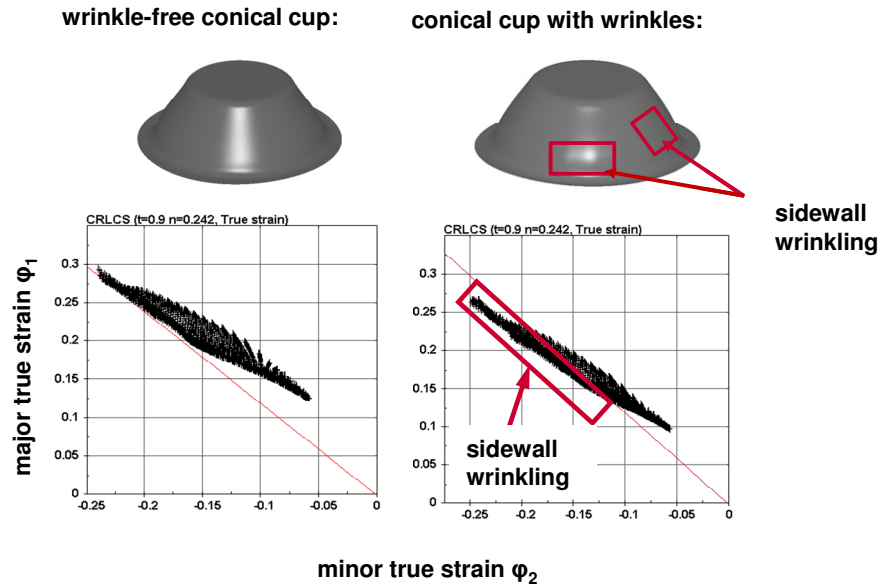 wrinkle-free conical cup:
conical cup with wrinkles:
sidewall
wrinkling
CRLCS (t=0.9 n=0.242, True strain)
0.3
0.25
0.2
0.15
0.1
0.05
0
-0.25
-0.2
-0.15
-0.1
-0.05
0
major true strain φ1
CRLCS (t=0.9 n=0.242, True strain)
0.3
0.25
0.2
0.15
0.1
0.05
0
-0.25
-0.2
-0.15
-0.1
-0.05
0
sidewall
wrinkling
minor true strain φ2